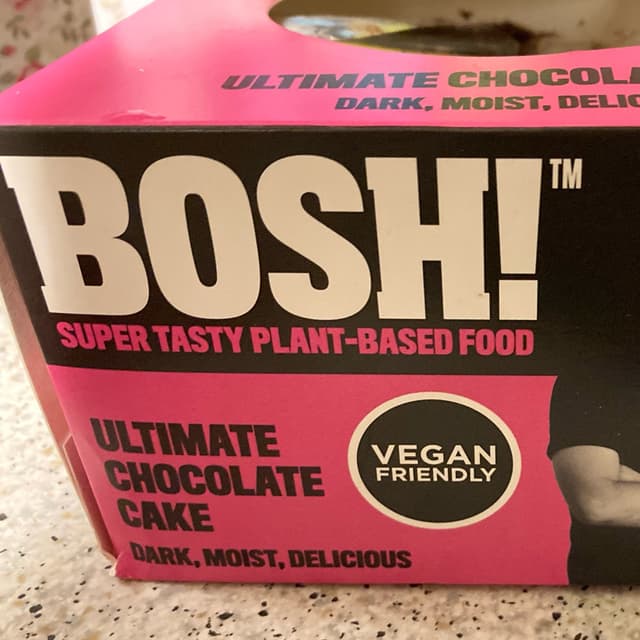 ULTIMATE CHOCOL
DARK, MOIST, DELIC
BOSH!™
SUPER TASTY PLANT-BASED FOOD
ULTIMATE
CHOCOLATE
CAKE
DARK, MOIST, DELICIOUS
VEGAN
FRIENDLY